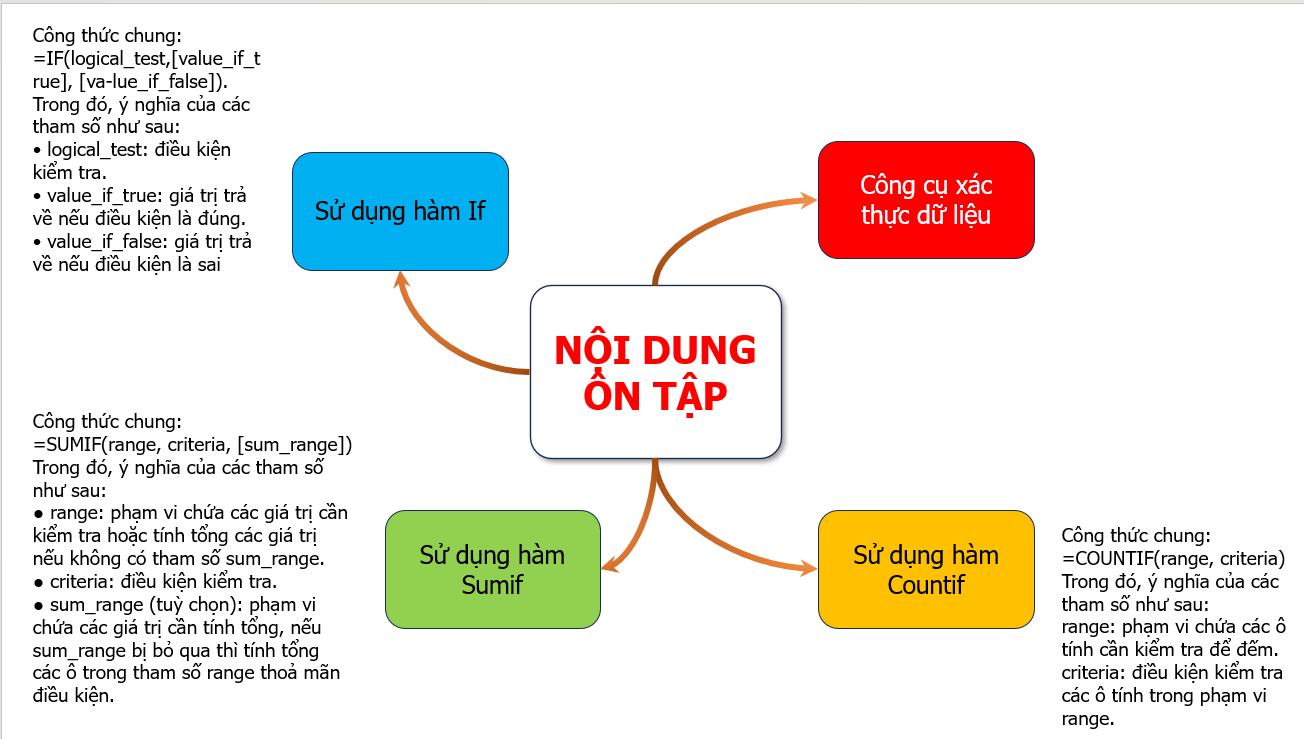 Công thức chung:
=IF(logical_test,[value_if_t
rue], [va-lue_if_false]).
Trong đó, ý nghĩa của các
tham số như sau:
• logical_test: điều kiện
kiểm tra.
• value_if_true: giá trị trả
về nếu điều kiện là đúng.
• value_if_false: giá trị trả
về nếu điều kiện là sai
Sử dụng hàm If
Công cụ xác
thực dữ liệu
NỘI DUNG
ÔN TẬP
Công thức chung:
=SUMIF(range, criteria, [sum_range])
Trong đó, ý nghĩa của các tham số
như sau:
● range: phạm vi chứa các giá trị cần
kiểm tra hoặc tính tổng các giá trị
nếu không có tham số sum_range.
● criteria: điều kiện kiểm tra.
● sum_range (tuỳ chọn): phạm vi
chứa các giá trị cần tính tổng, nếu
sum_range bị bỏ qua thì tính tổng
các ô trong tham số range thoả mãn
điều kiện.
Sử dụng hàm
Sumif
Sử dụng hàm
Countif
Công thức chung:
=COUNTIF(range, criteria)
Trong đó, ý nghĩa của các
tham số như sau:
range: phạm vi chứa các ô
tính cần kiểm tra để đếm.
criteria: điều kiện kiểm tra
các ô tính trong phạm vi
range.